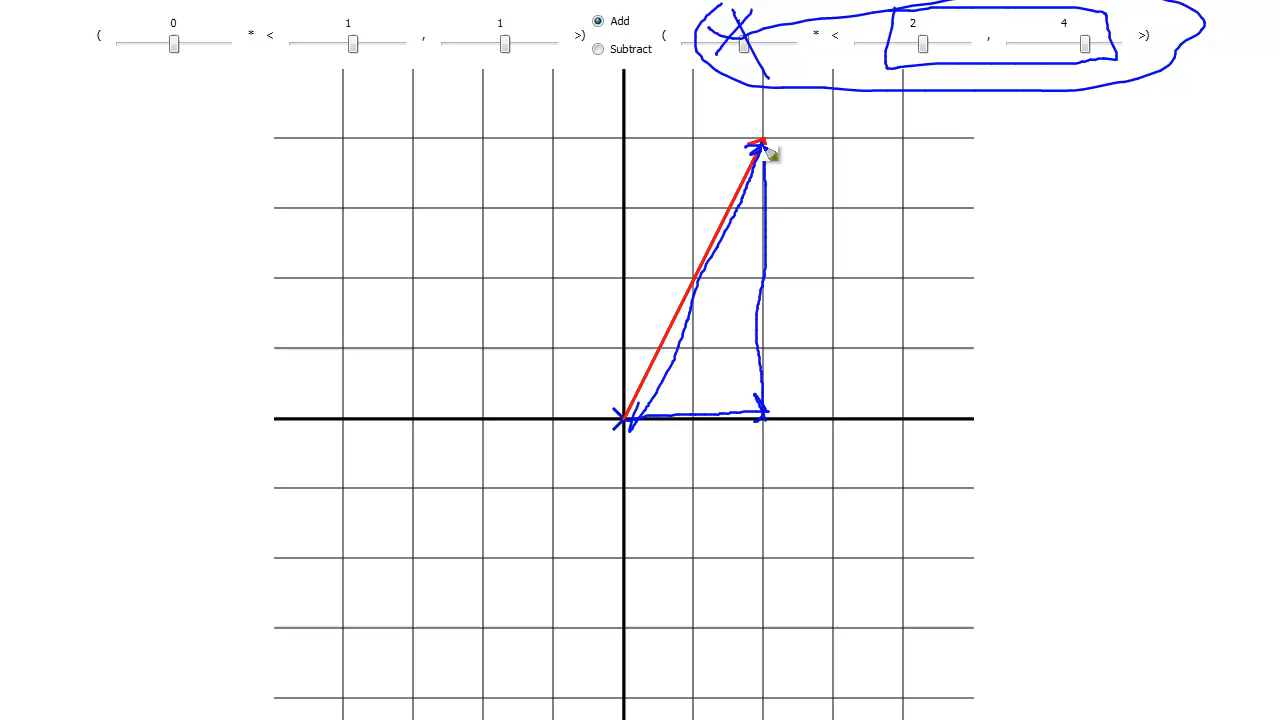 0 1 1 Add 2 4
( * < , >) ( * < , >)
Subtract